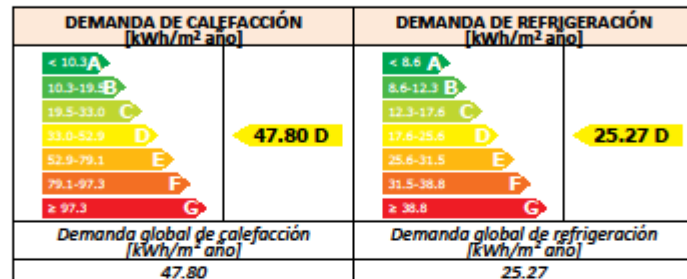 DEMANDA DE CALEFACCIÓN
[kWh/m² año]
< 10.3 A
10.3-19.5 B
19.5-33.0 C
33.0-52.9 D
52.9-79.1 E
79.1-97.3 F
≥ 97.3 G
47.80 D
Demanda global de calefacción
[kWh/m² año]
47.80
DEMANDA DE REFRIGERACIÓN
[kWh/m² año]
< 8.6 A
8.6-12.3 B
12.3-17.6 C
17.6-25.6 D
25.6-31.5 E
31.5-38.8 F
≥ 38.8 G
25.27 D
Demanda global de refrigeración
[kWh/m² año]
25.27